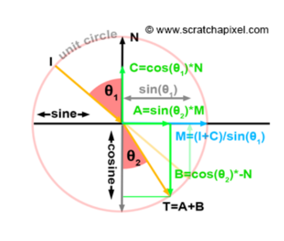 © www.scratchapixel.com
unit circle
N
I
C=cos(θ₁)*N
θ₁
sin(θ₁)
sine
A=sin(θ₂)*M
M=(I+C)/sin(θ₁)
cosine
θ₂
B=cos(θ₂)*-N
T=A+B